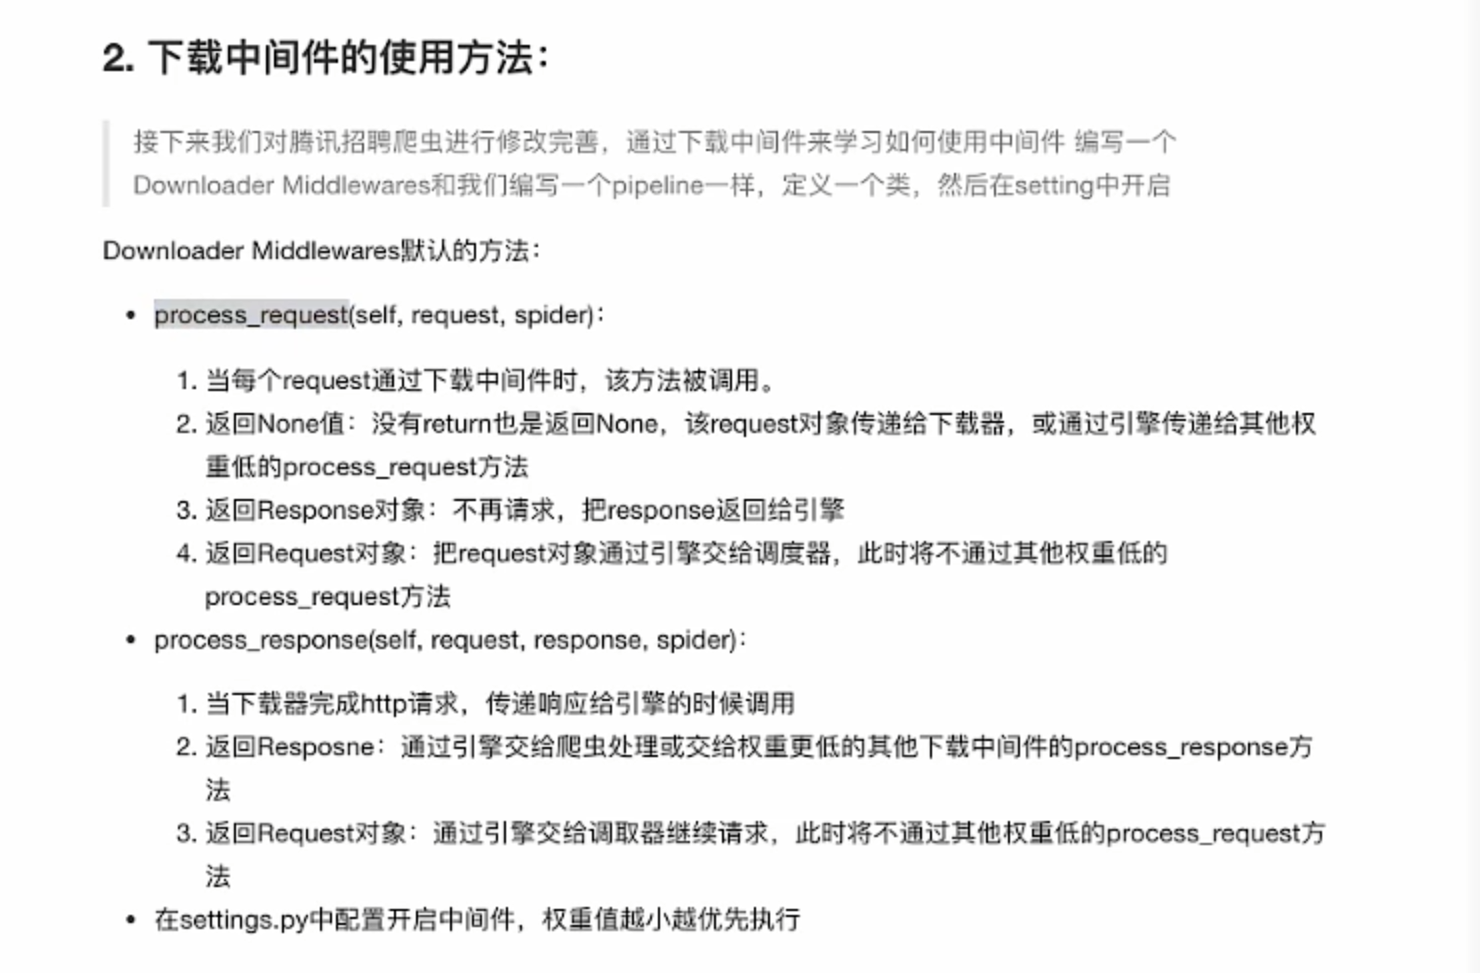 2. 下载中间件的使用方法：
接下来我们对腾讯招聘爬虫进行修改完善，通过下载中间件来学习如何使用中间件 编写一个
Downloader Middlewares和我们编写一个pipeline一样，定义一个类，然后在setting中开启
Downloader Middlewares默认的方法：
• process_request(self, request, spider)：
1. 当每个request通过下载中间件时，该方法被调用。
2. 返回None值：没有return也是返回None，该request对象传递给下载器，或通过引擎传递给其他权
重低的process_request方法
3. 返回Response对象：不再请求，把response返回给引擎
4. 返回Request对象：把request对象通过引擎交给调度器，此时将不通过其他权重低的
process_request方法
• process_response(self, request, response, spider)：
1. 当下载器完成http请求，传递响应给引擎的时候调用
2. 返回Resposne：通过引擎交给爬虫处理或交给权重更低的其他下载中间件的process_response方
法
3. 返回Request对象：通过引擎交给调取器继续请求，此时将不通过其他权重低的process_request方
法
• 在settings.py中配置开启中间件，权重值越小越优先执行